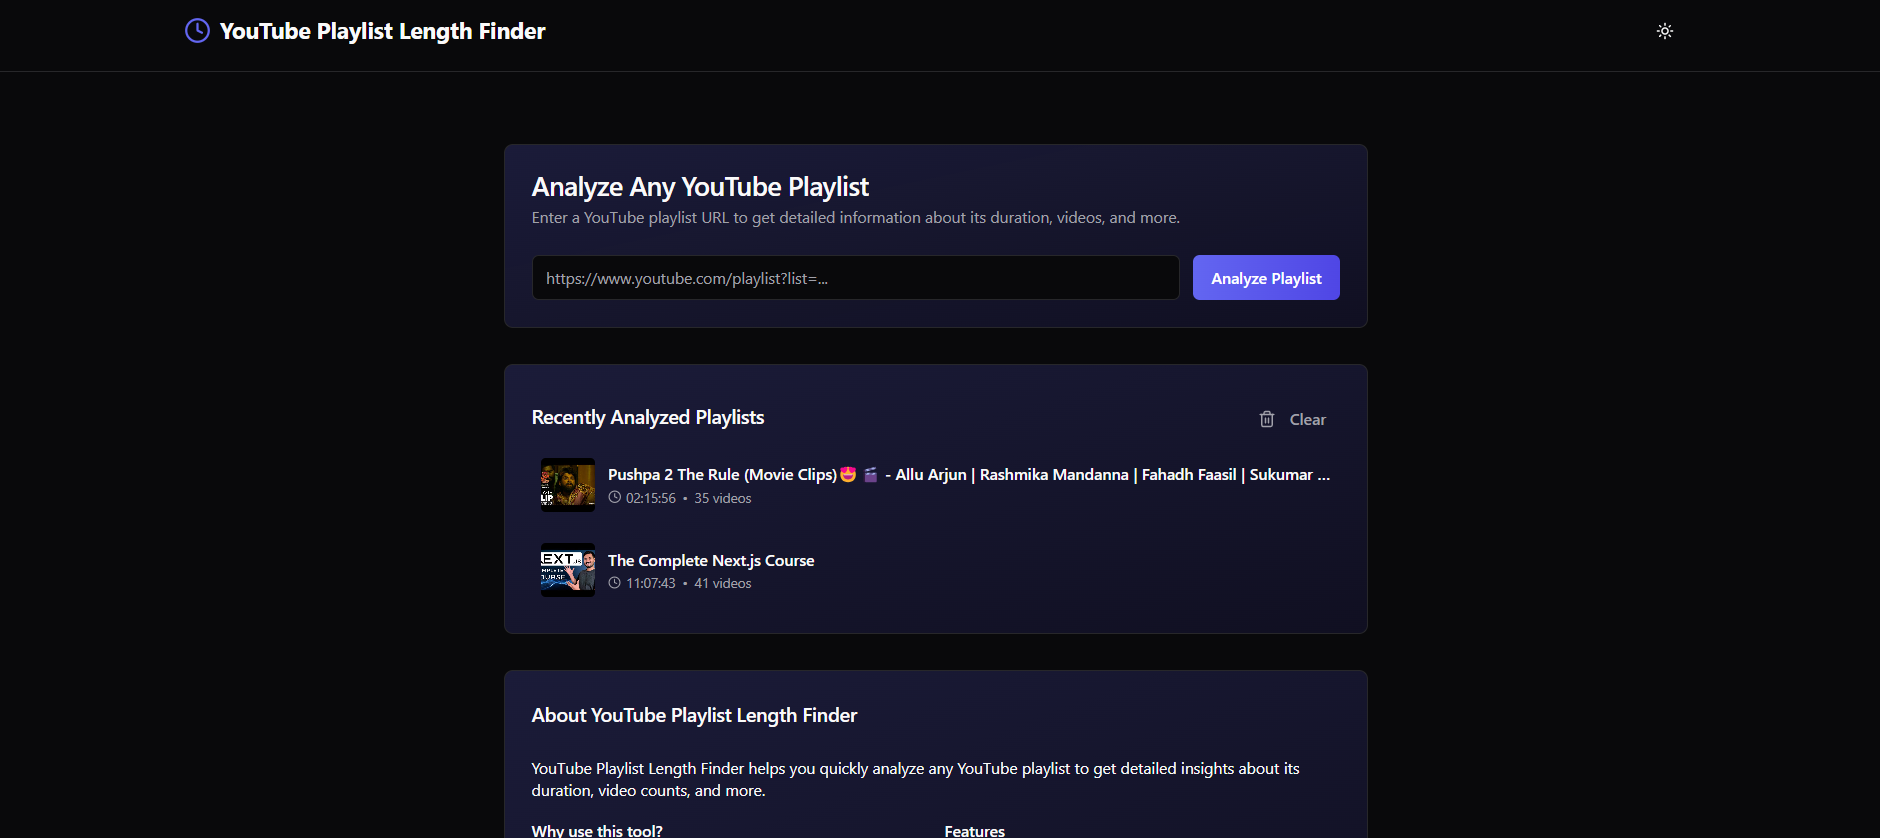 YouTube Playlist Length Finder
Analyze Any YouTube Playlist
Enter a YouTube playlist URL to get detailed information about its duration, videos, and more.
https://www.youtube.com/playlist?list=...
Analyze Playlist
Recently Analyzed Playlists
Clear
Pushpa 2 The Rule (Movie Clips)😍 🎬 - Allu Arjun | Rashmika Mandanna | Fahadh Faasil | Sukumar ...
02:15:56 • 35 videos
The Complete Next.js Course
11:07:43 • 41 videos
About YouTube Playlist Length Finder
YouTube Playlist Length Finder helps you quickly analyze any YouTube playlist to get detailed insights about its
duration, video counts, and more.
Why use this tool?
Features